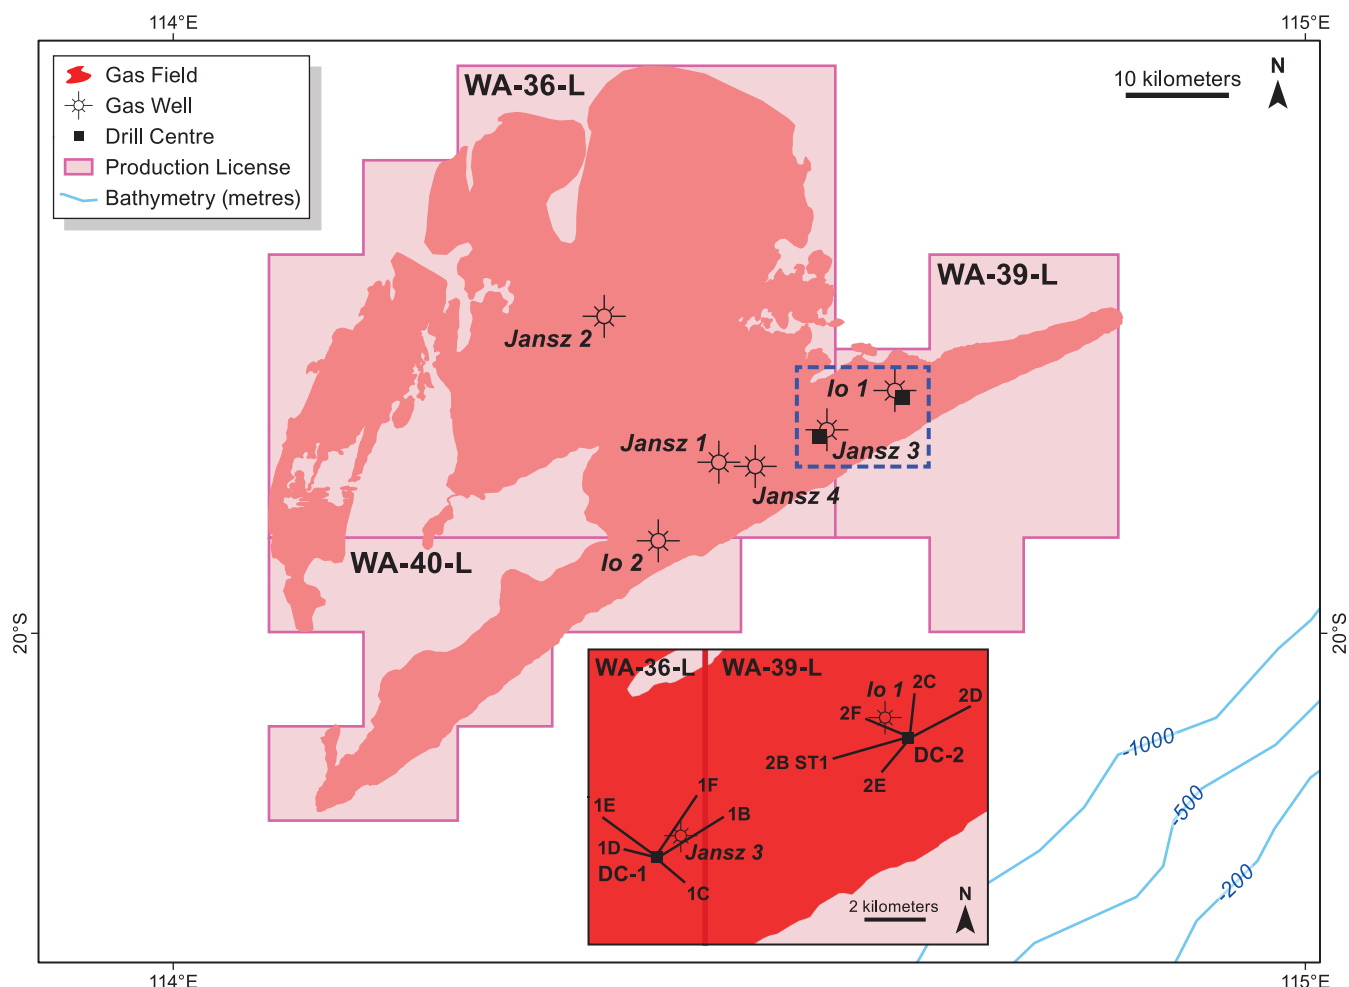 114°E
115°E
Gas Field
Gas Well
Drill Centre
Production License
Bathymetry (metres)
WA-36-L
10 kilometers
N
WA-39-L
Jansz 2
Io 1
Jansz 3
Jansz 1
Jansz 4
Io 2
WA-40-L
20°S
20°S
WA-36-L
WA-39-L
Io 1
2C
2D
2F
2B ST1
DC-2
2E
1F
1E
1B
1D
Jansz 3
DC-1
1C
2 kilometers
N
-1000
-500
-200
114°E
115°E